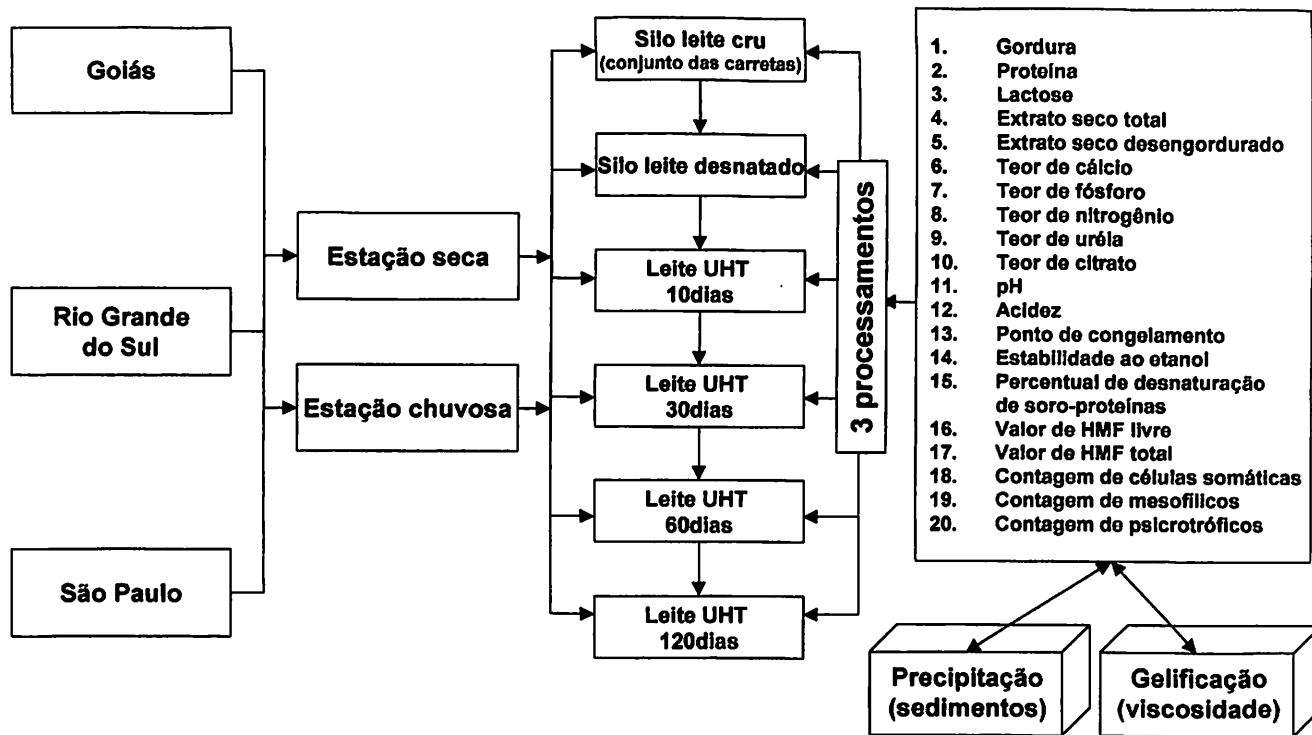 Goiás
Rio Grande
do Sul
São Paulo
Estação seca
Estação chuvosa
Silo leite cru
(conjunto das carretas)
Silo leite desnatado
Leite UHT
10dias
Leite UHT
30dias
Leite UHT
60dias
Leite UHT
120dias
3 processamentos
1. Gordura
2. Proteína
3. Lactose
4. Extrato seco total
5. Extrato seco desengordurado
6. Teor de cálcio
7. Teor de fósforo
8. Teor de nitrogênio
9. Teor de uréia
10. Teor de citrato
11. pH
12. Acidez
13. Ponto de congelamento
14. Estabilidade ao etanol
15. Percentual de desnaturação
de soro-proteínas
16. Valor de HMF livre
17. Valor de HMF total
18. Contagem de células somáticas
19. Contagem de mesofílicos
20. Contagem de psicrotróficos
Precipitação
(sedimentos)
Gelificação
(viscosidade)